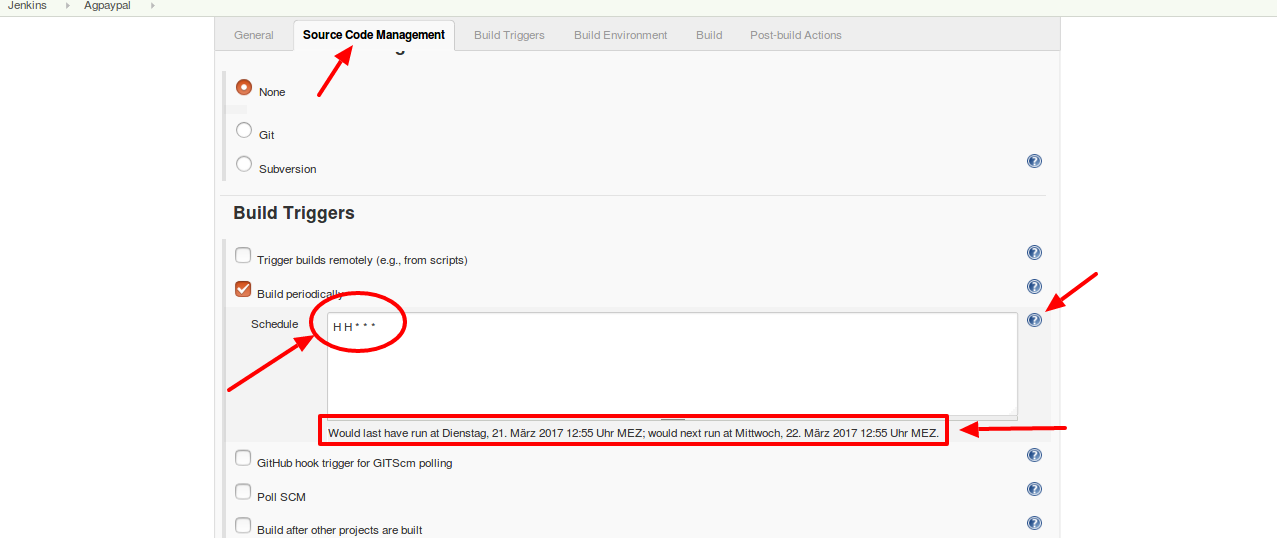 Jenkins Agpaypal
General Source Code Management Build Triggers Build Environment Build Post-build Actions
None
Git
Subversion
Build Triggers
Trigger builds remotely (e.g., from scripts)
Build periodically
Schedule
H H * * *
Would last have run at Dienstag, 21. März 2017 12:55 Uhr MEZ; would next run at Mittwoch, 22. März 2017 12:55 Uhr MEZ.
GitHub hook trigger for GITScm polling
Poll SCM
Build after other projects are built